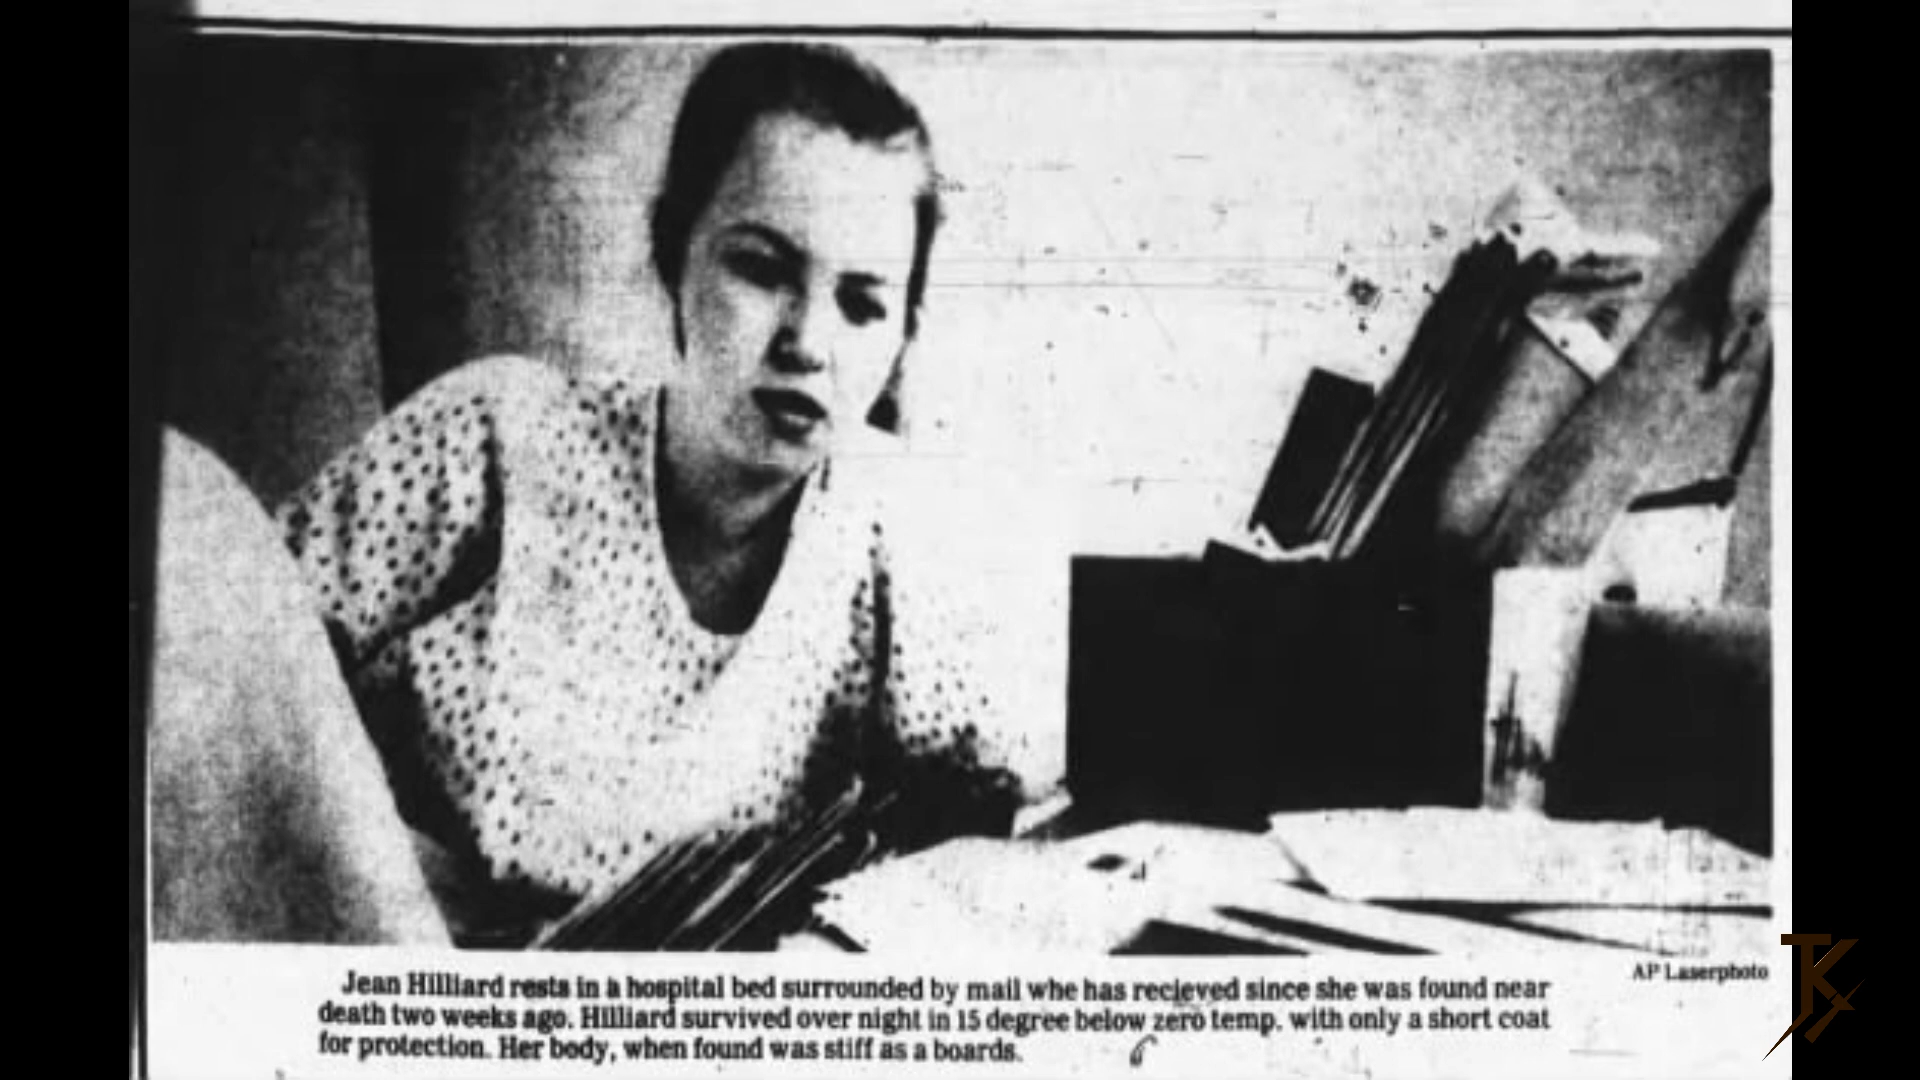 AP Laserphoto
Jean Hilliard rests in a hospital bed surrounded by mail whe has recieved since she was found near
death two weeks ago. Hilliard survived over night in 15 degree below zero temp. with only a short coat
for protection. Her body, when found was stiff as a boards.